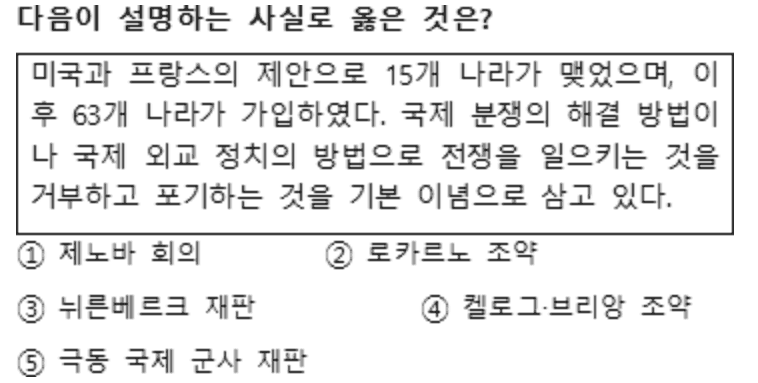 다음이 설명하는 사실로 옳은 것은?
미국과 프랑스의 제안으로 15개 나라가 맺었으며, 이
후 63개 나라가 가입하였다. 국제 분쟁의 해결 방법이
나 국제 외교 정치의 방법으로 전쟁을 일으키는 것을
거부하고 포기하는 것을 기본 이념으로 삼고 있다.
① 제노바 회의 ② 로카르노 조약
③ 뉘른베르크 재판 ④ 켈로그·브리앙 조약
⑤ 극동 국제 군사 재판